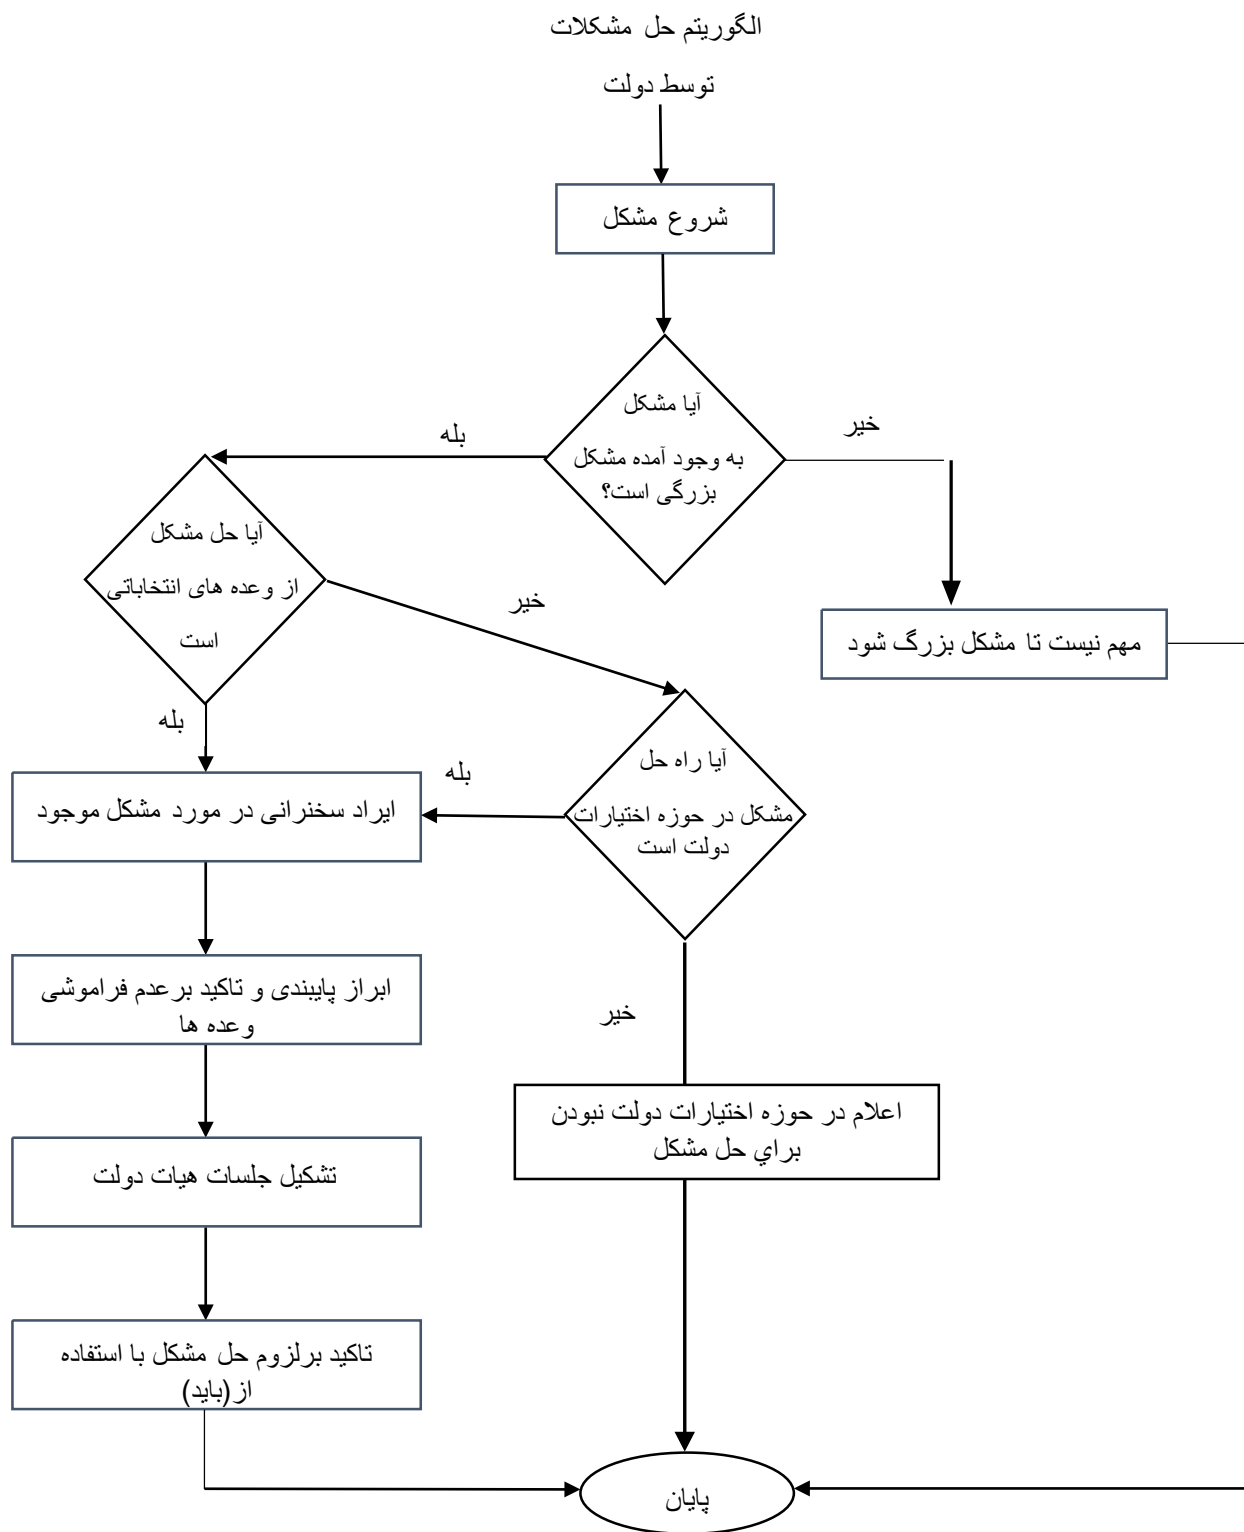 الگوریتم حل مشکلات
توسط دولت
شروع مشکل
آیا مشکل
به وجود آمده مشکل
بزرگی است؟
خیر
بله
آیا حل مشکل
از وعده های انتخاباتی
است
خیر
بله
مهم نیست تا مشکل بزرگ شود
آیا راه حل
مشکل در حوزه اختیارات
دولت است
بله
خیر
ایراد سخنرانی در مورد مشکل موجود
ابراز پایبندی و تاکید برعدم فراموشی
وعده ها
اعلام در حوزه اختیارات دولت نبودن
براي حل مشکل
تشکیل جلسات هیات دولت
تاکید برلزوم حل مشکل با استفاده
از(باید)
پایان